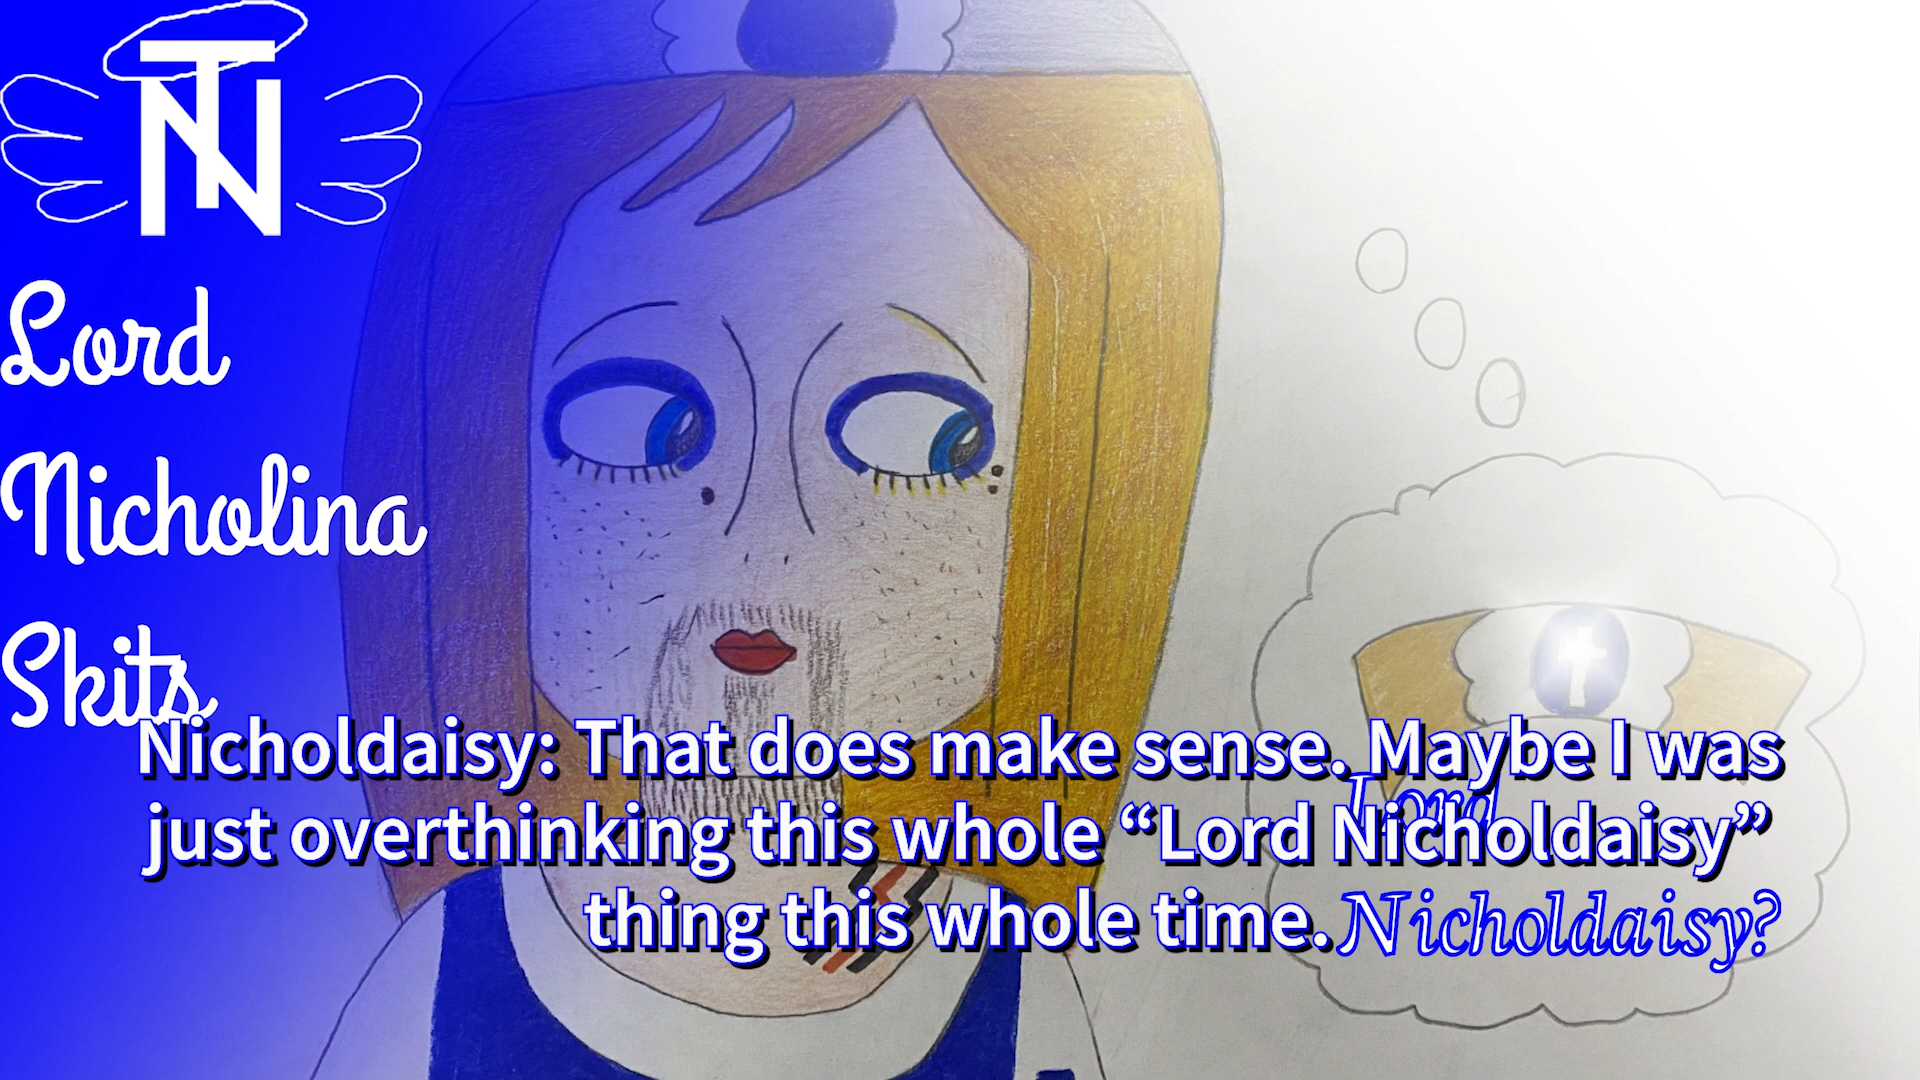 TN
Lord
Nicholina
Skits
Nicholdaisy: That does make sense. Maybe I was
just overthinking this whole “Lord Nicholdaisy”
thing this whole time.
Lord
Nicholdaisy?
t